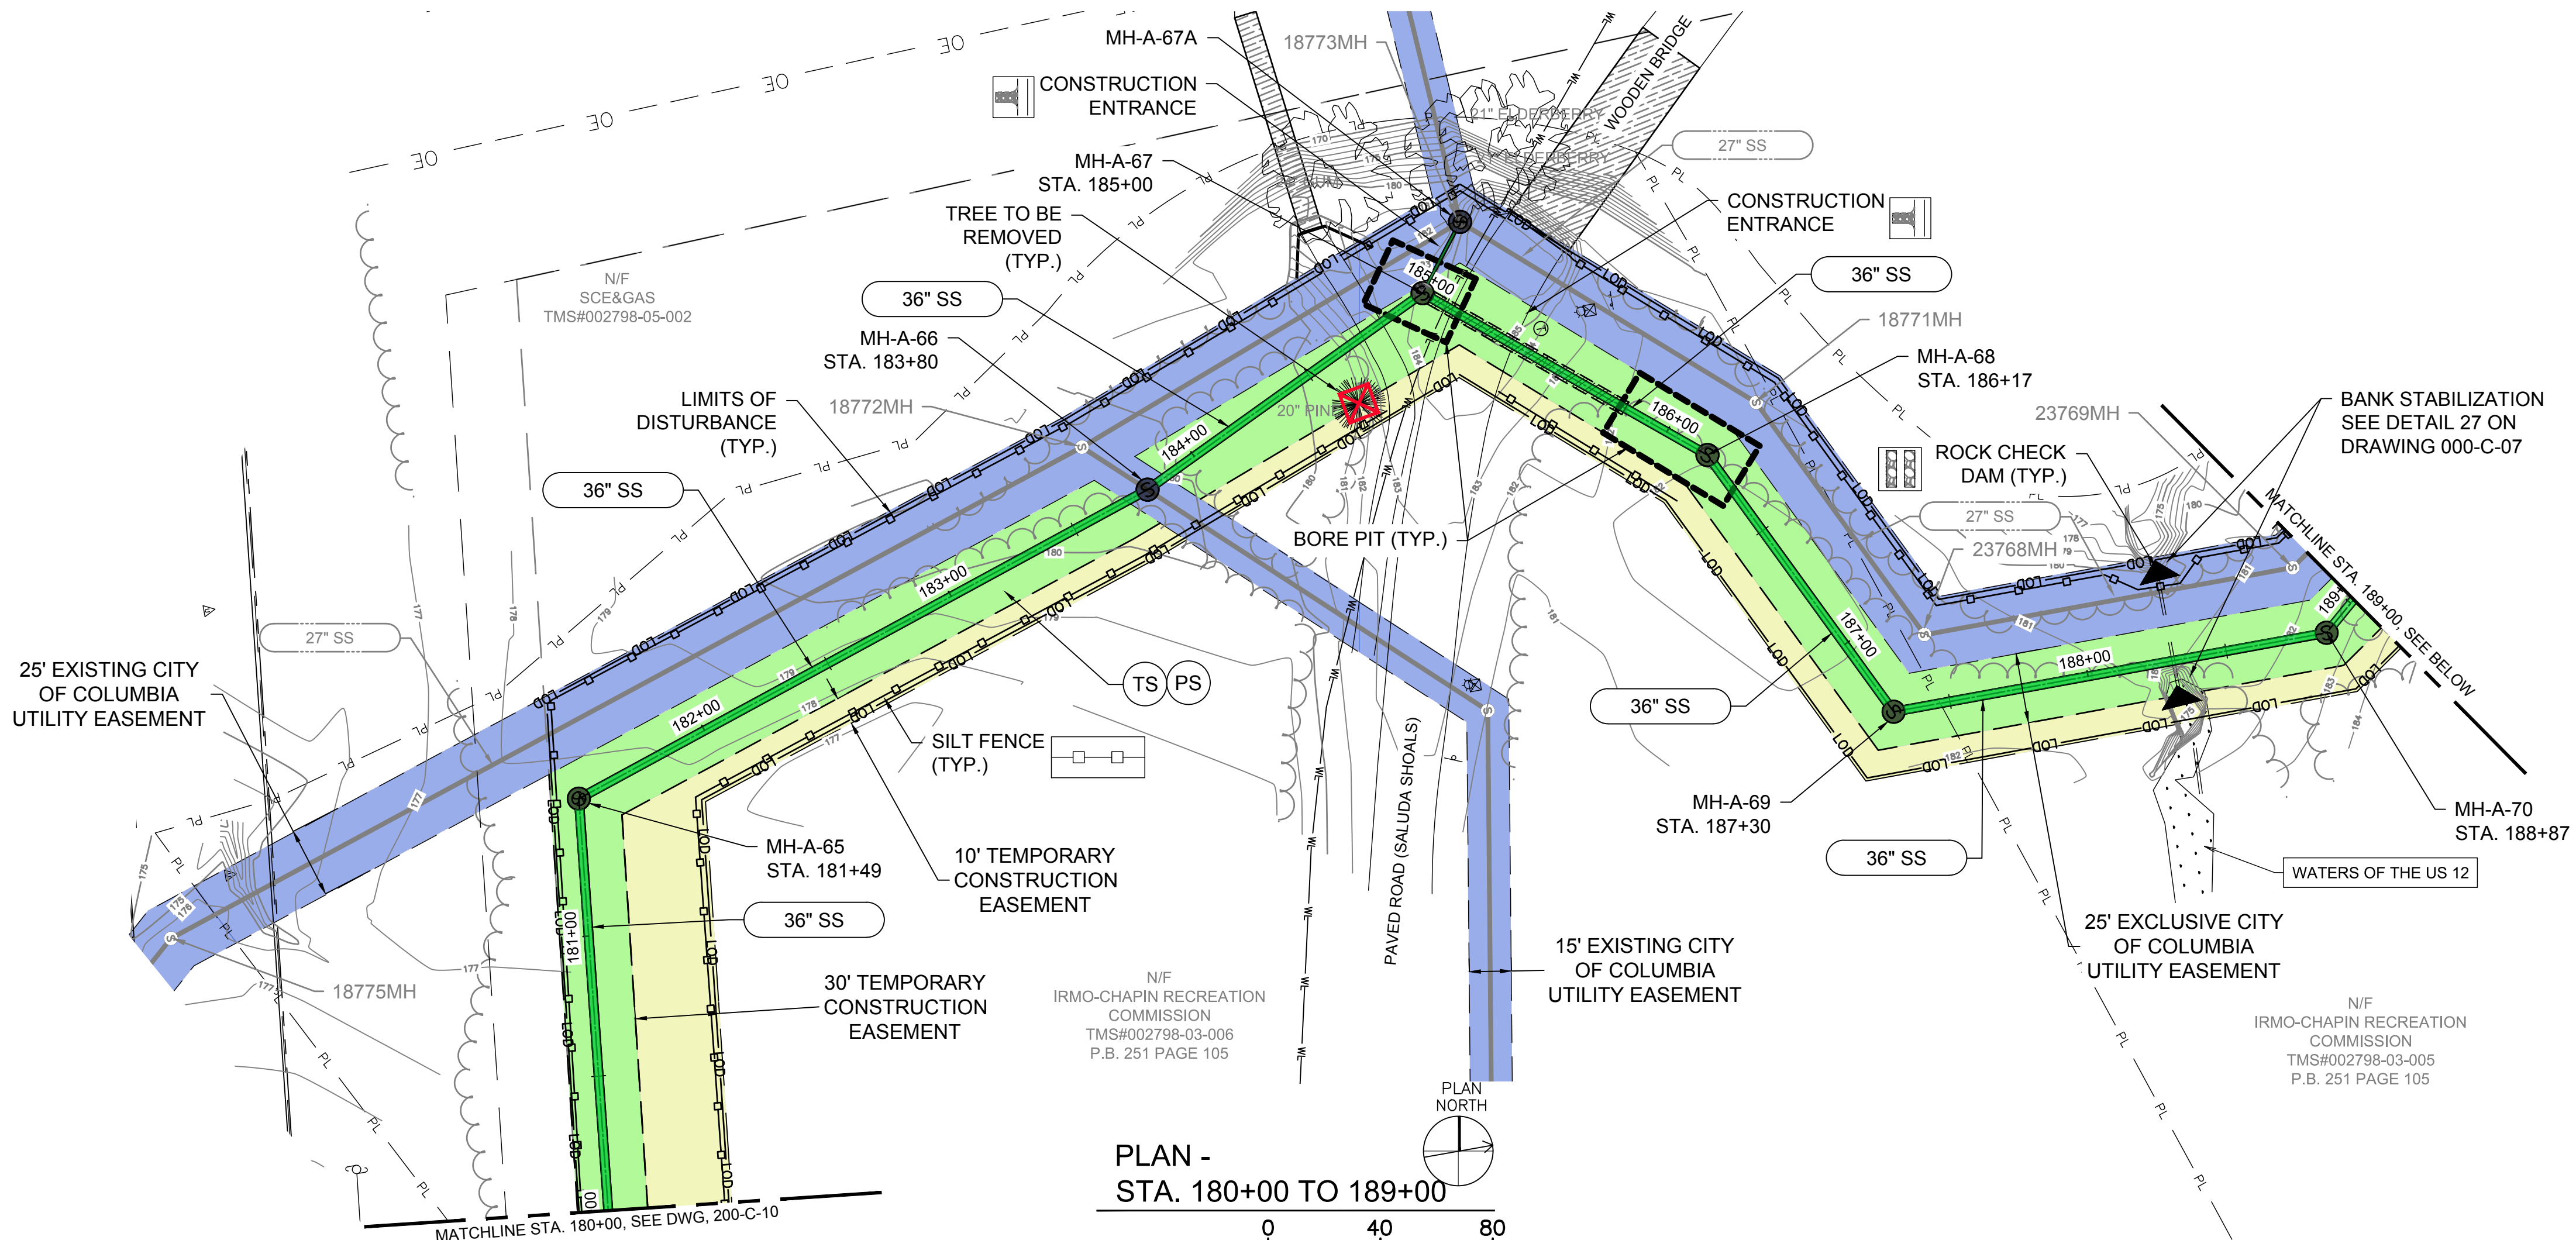 OE
OE
OE
OE
MH-A-67A
18773MH
CONSTRUCTION
ENTRANCE
WOODEN BRIDGE
21" ELDERBERRY
ELDERBERRY
27" SS
MH-A-67
STA. 185+00
TREE TO BE
REMOVED
(TYP.)
CONSTRUCTION
ENTRANCE
36" SS
36" SS
N/F
SCE&GAS
TMS#002798-05-002
MH-A-66
STA. 183+80
18771MH
MH-A-68
STA. 186+17
LIMITS OF
DISTURBANCE
(TYP.)
18772MH
20" PINE
185+00
184+00
186+00
23769MH
BANK STABILIZATION
SEE DETAIL 27 ON
DRAWING 000-C-07
ROCK CHECK
DAM (TYP.)
36" SS
27" SS
23768MH
MATCHLINE STA. 189+00, SEE BELOW
BORE PIT (TYP.)
183+00
182+00
187+00
188+00
189+
27" SS
25' EXISTING CITY
OF COLUMBIA
UTILITY EASEMENT
TS
PS
36" SS
SILT FENCE
(TYP.)
PAVED ROAD (SALUDA SHOALS)
MH-A-69
STA. 187+30
MH-A-70
STA. 188+87
MH-A-65
STA. 181+49
10' TEMPORARY
CONSTRUCTION
EASEMENT
36" SS
36" SS
WATERS OF THE US 12
181+00
18775MH
30' TEMPORARY
CONSTRUCTION
EASEMENT
N/F
IRMO-CHAPIN RECREATION
COMMISSION
TMS#002798-03-006
P.B. 251 PAGE 105
15' EXISTING CITY
OF COLUMBIA
UTILITY EASEMENT
25' EXCLUSIVE CITY
OF COLUMBIA
UTILITY EASEMENT
N/F
IRMO-CHAPIN RECREATION
COMMISSION
TMS#002798-03-005
P.B. 251 PAGE 105
PLAN
NORTH
PLAN -
STA. 180+00 TO 189+00
MATCHLINE STA. 180+00, SEE DWG, 200-C-10
0 40 80